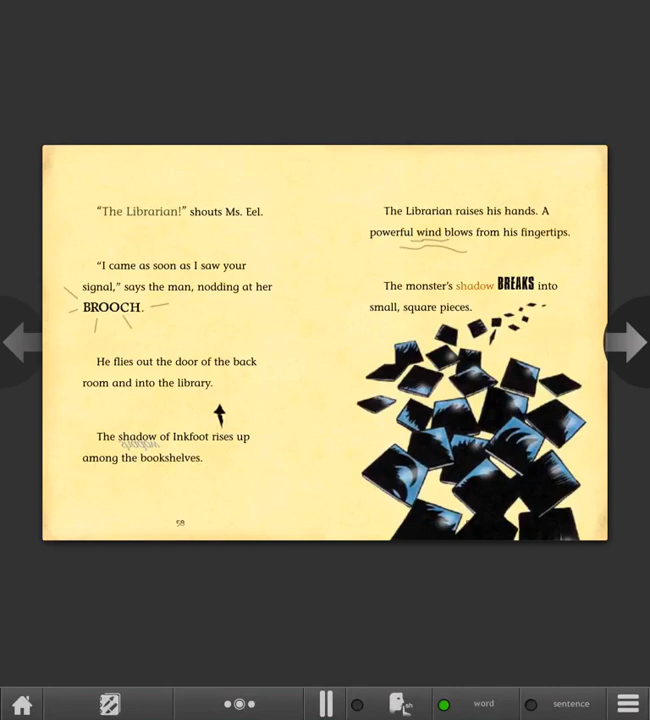 “The Librarian!” shouts Ms. Eel.
“I came as soon as I saw your
signal,” says the man, nodding at her
BROOCH.
He flies out the door of the back
room and into the library.
The shadow of Inkfoot rises up
among the bookshelves.
58
The Librarian raises his hands. A
powerful wind blows from his fingertips.
The monster’s shadow BREAKS into
small, square pieces.
sh
word
sentence